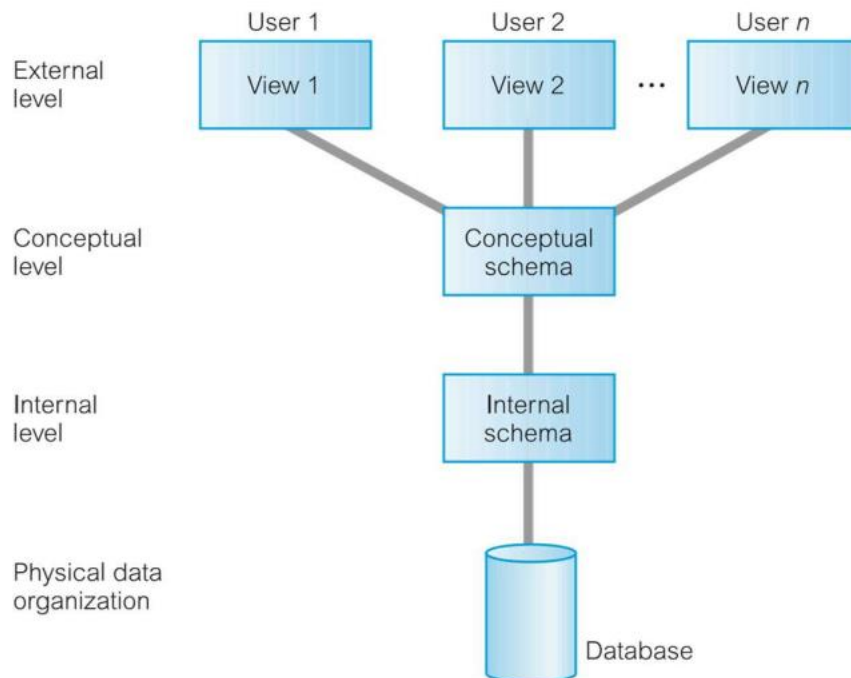 User 1
User 2
User n
External
level
View 1
View 2
...
View n
Conceptual
level
Conceptual
schema
Internal
level
Internal
schema
Physical data
organization
Database